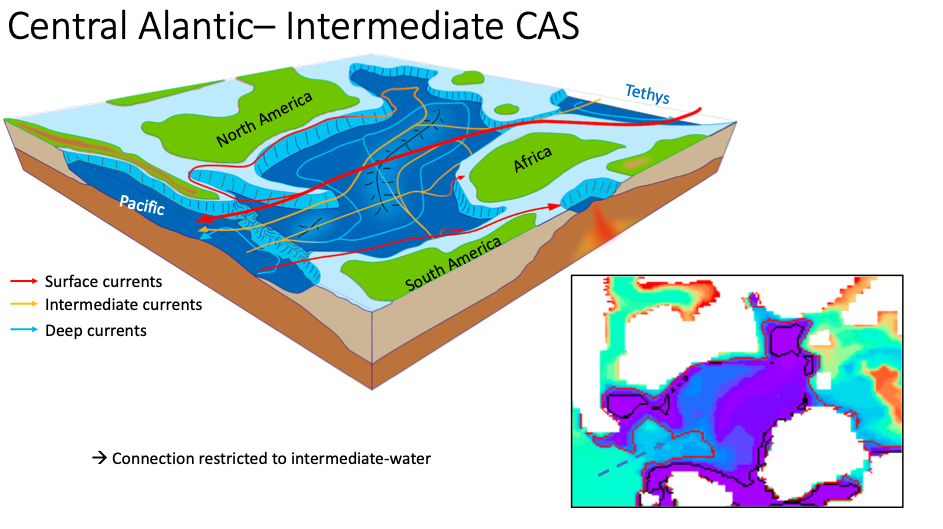 Central Alantic– Intermediate CAS
Tethys
North America
Africa
Pacific
South America
Surface currents
Intermediate currents
Deep currents
→ Connection restricted to intermediate-water